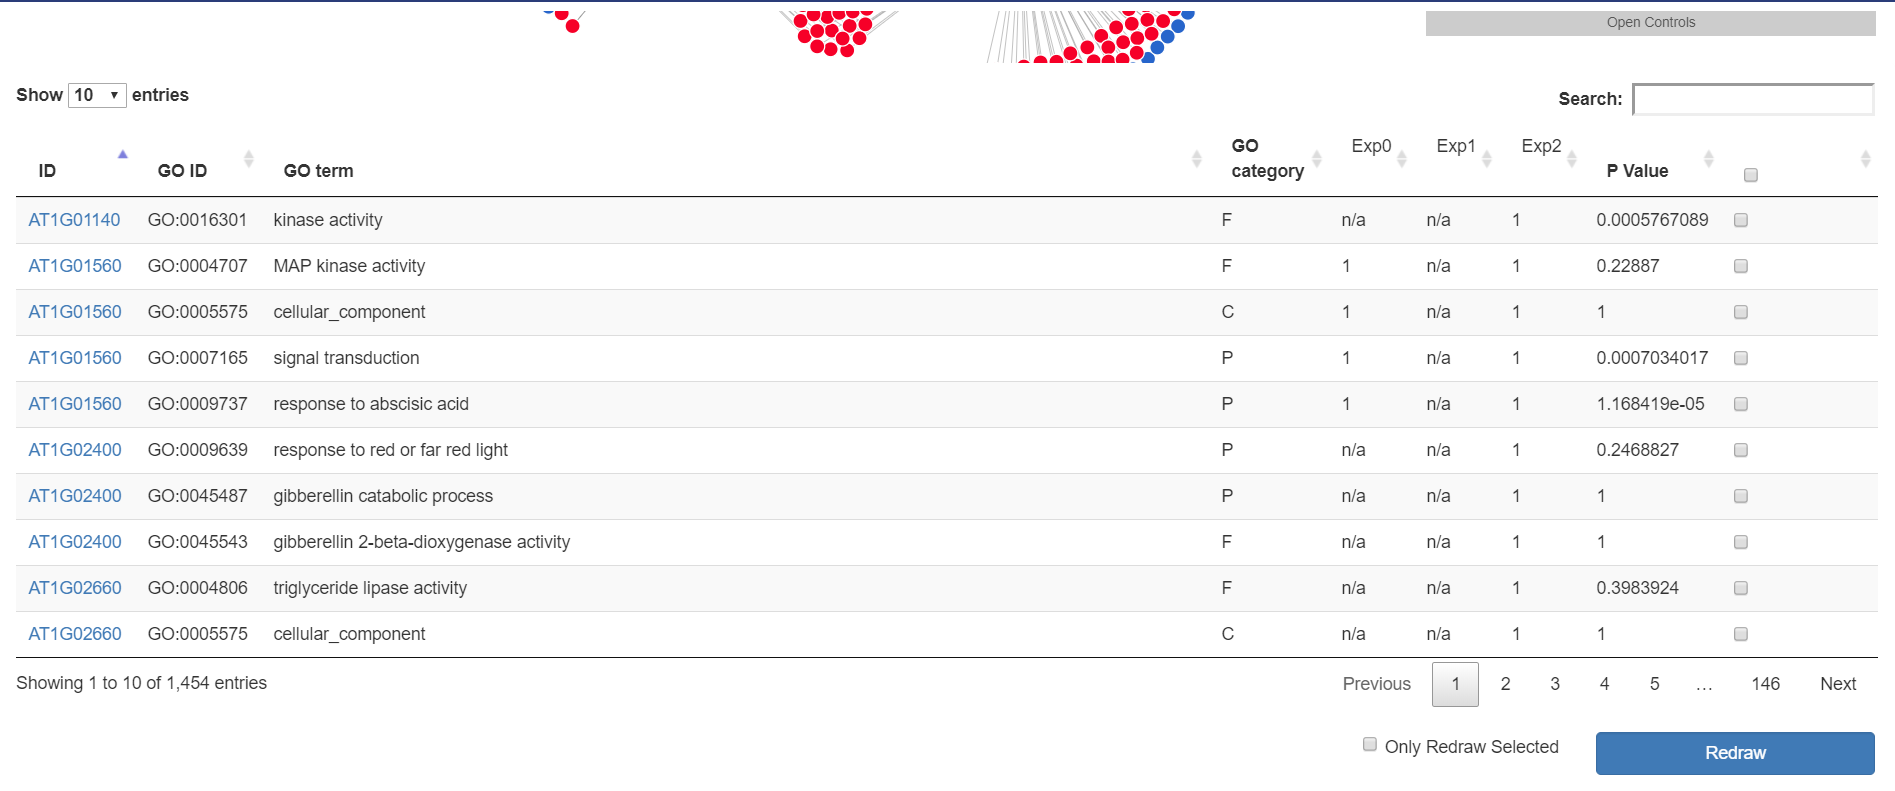 Open Controls
Show 10 entries
Search:
ID GO ID GO term GO category Exp0 Exp1 Exp2 P Value
AT1G01140 GO:0016301 kinase activity F n/a n/a 1 0.0005767089
AT1G01560 GO:0004707 MAP kinase activity F 1 n/a 1 0.22887
AT1G01560 GO:0005575 cellular_component C 1 n/a 1 1
AT1G01560 GO:0007165 signal transduction P 1 n/a 1 0.0007034017
AT1G01560 GO:0009737 response to abscisic acid P 1 n/a 1 1.168419e-05
AT1G02400 GO:0009639 response to red or far red light P n/a n/a 1 0.2468827
AT1G02400 GO:0045487 gibberellin catabolic process P n/a n/a 1 1
AT1G02400 GO:0045543 gibberellin 2-beta-dioxygenase activity F n/a n/a 1 1
AT1G02660 GO:0004806 triglyceride lipase activity F n/a n/a 1 0.3983924
AT1G02660 GO:0005575 cellular_component C n/a n/a 1 1
Showing 1 to 10 of 1,454 entries
Previous 1 2 3 4 5 … 146 Next
Only Redraw Selected
Redraw